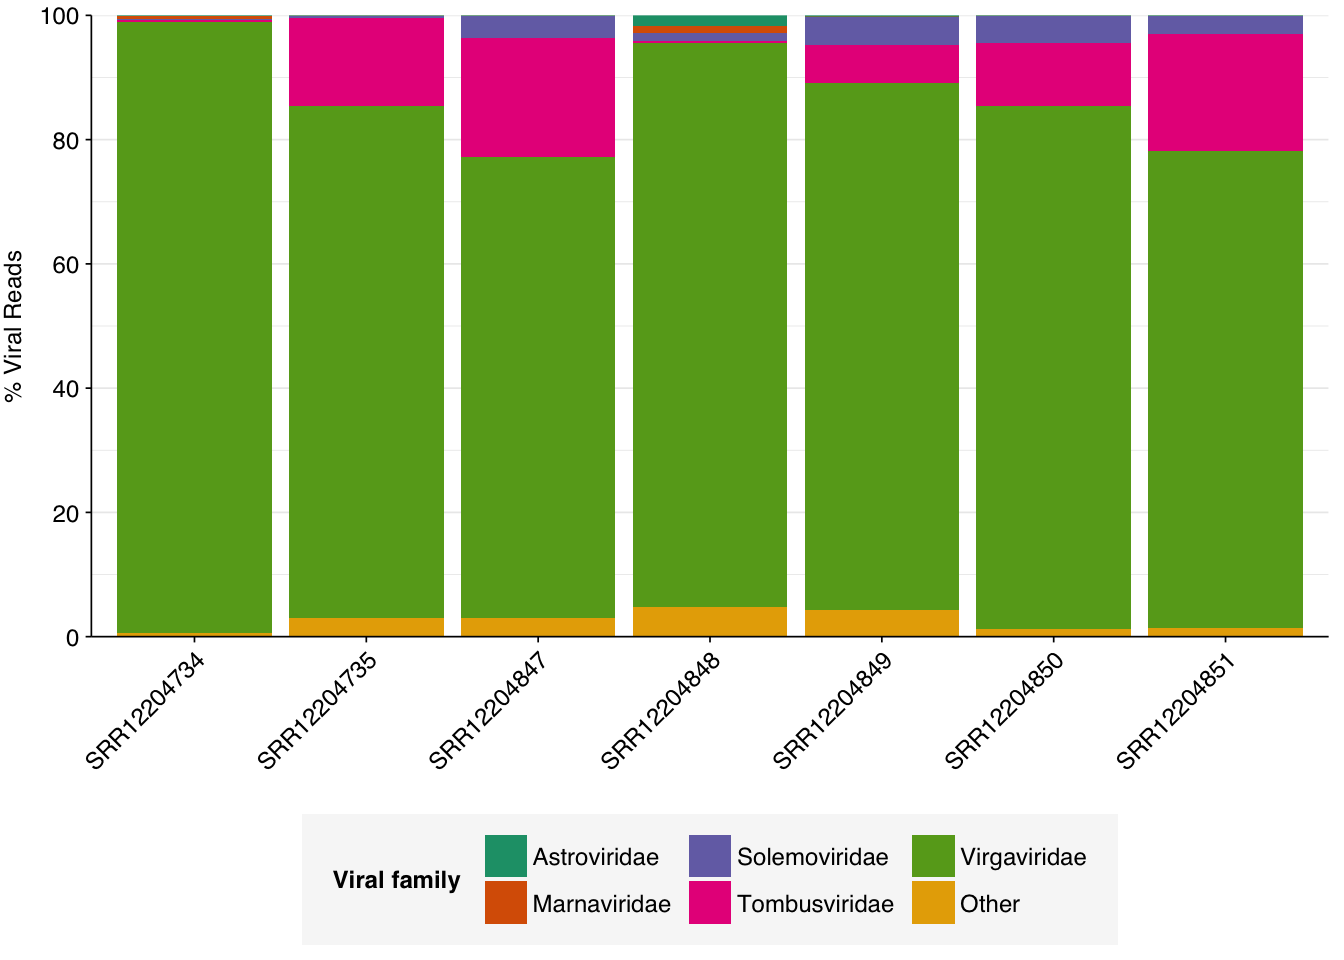 100
80
60
40
20
0
% Viral Reads
SRR12204734
SRR12204735
SRR12204847
SRR12204848
SRR12204849
SRR12204850
SRR12204851
Viral family
Astroviridae
Solemoviridae
Virgaviridae
Marnaviridae
Tombusviridae
Other